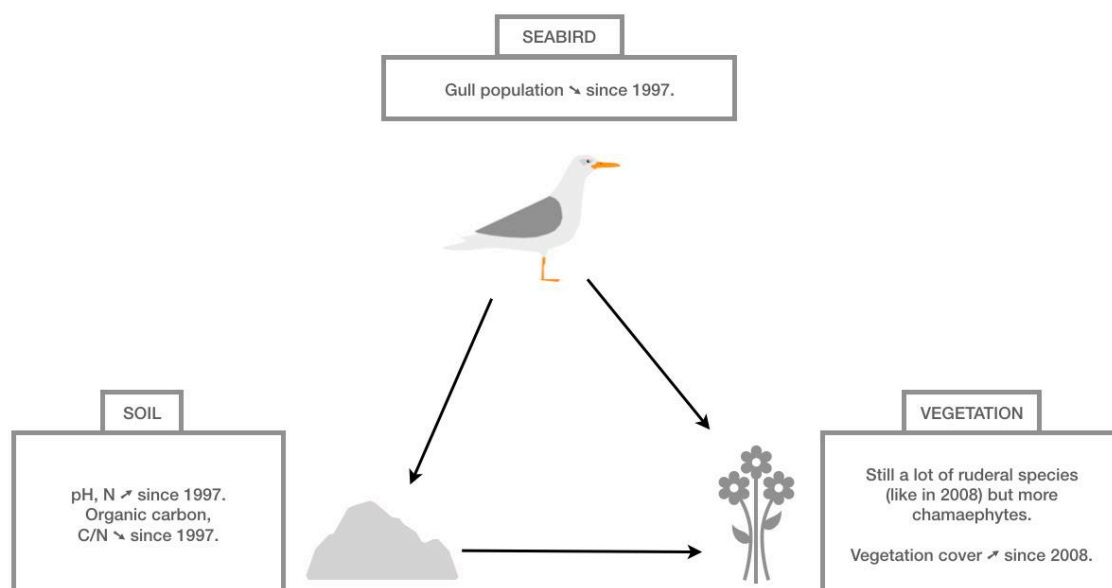 SEABIRD
Gull population ➘ since 1997.
SOIL
pH, N ➚ since 1997.
Organic carbon,
C/N ➘ since 1997.
VEGETATION
Still a lot of ruderal species
(like in 2008) but more
chamaephytes.
Vegetation cover ➚ since 2008.